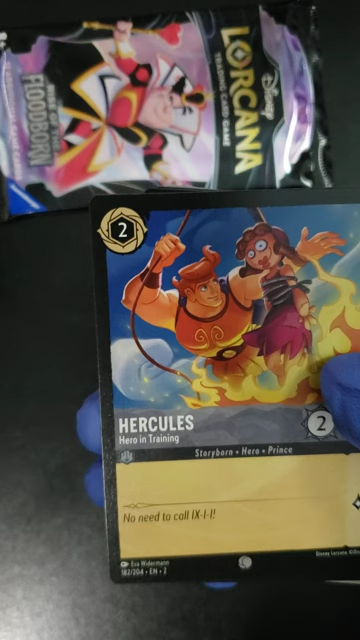 Disney
LORCANA
TRADING CARD GAME
RISE OF THE
FLOODBORN
2
HERCULES
Hero in Training
2
Storyborn • Hero • Prince
No need to call IX-I-I!
Eva Widermann
182/204 • EN • 2
Disney Lorcana